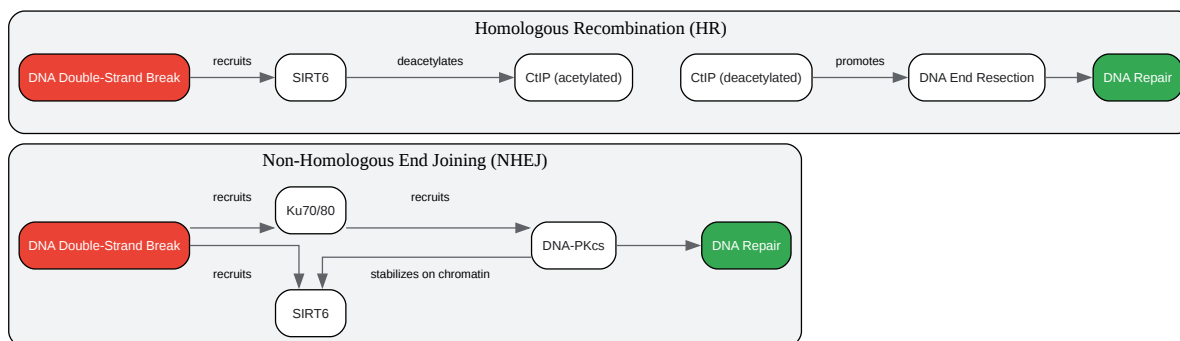 Homologous Recombination (HR)
recruits
deacetylates
promotes
DNA Double-Strand Break
SIRT6
CtIP (acetylated)
CtIP (deacetylated)
DNA End Resection
DNA Repair
Non-Homologous End Joining (NHEJ)
recruits
recruits
Ku70/80
DNA Double-Strand Break
DNA-PKcs
DNA Repair
recruits
stabilizes on chromatin
SIRT6